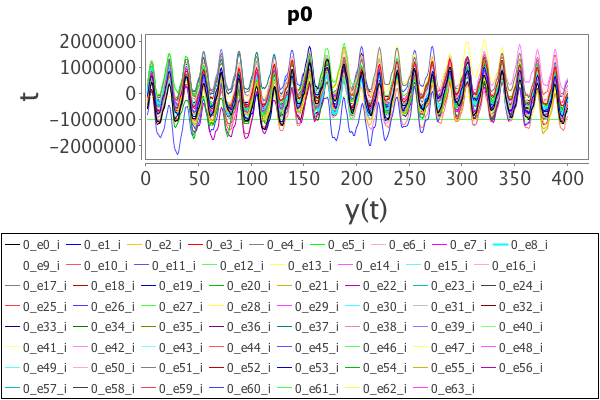 p0
2000000
1000000
0
−1000000
−2000000
t
0 50 100 150 200 250 300 350 400
y(t)
0_e0_i 0_e1_i 0_e2_i 0_e3_i 0_e4_i 0_e5_i 0_e6_i 0_e7_i 0_e8_i
0_e9_i 0_e10_i 0_e11_i 0_e12_i 0_e13_i 0_e14_i 0_e15_i 0_e16_i
0_e17_i 0_e18_i 0_e19_i 0_e20_i 0_e21_i 0_e22_i 0_e23_i 0_e24_i
0_e25_i 0_e26_i 0_e27_i 0_e28_i 0_e29_i 0_e30_i 0_e31_i 0_e32_i
0_e33_i 0_e34_i 0_e35_i 0_e36_i 0_e37_i 0_e38_i 0_e39_i 0_e40_i
0_e41_i 0_e42_i 0_e43_i 0_e44_i 0_e45_i 0_e46_i 0_e47_i 0_e48_i
0_e49_i 0_e50_i 0_e51_i 0_e52_i 0_e53_i 0_e54_i 0_e55_i 0_e56_i
0_e57_i 0_e58_i 0_e59_i 0_e60_i 0_e61_i 0_e62_i 0_e63_i